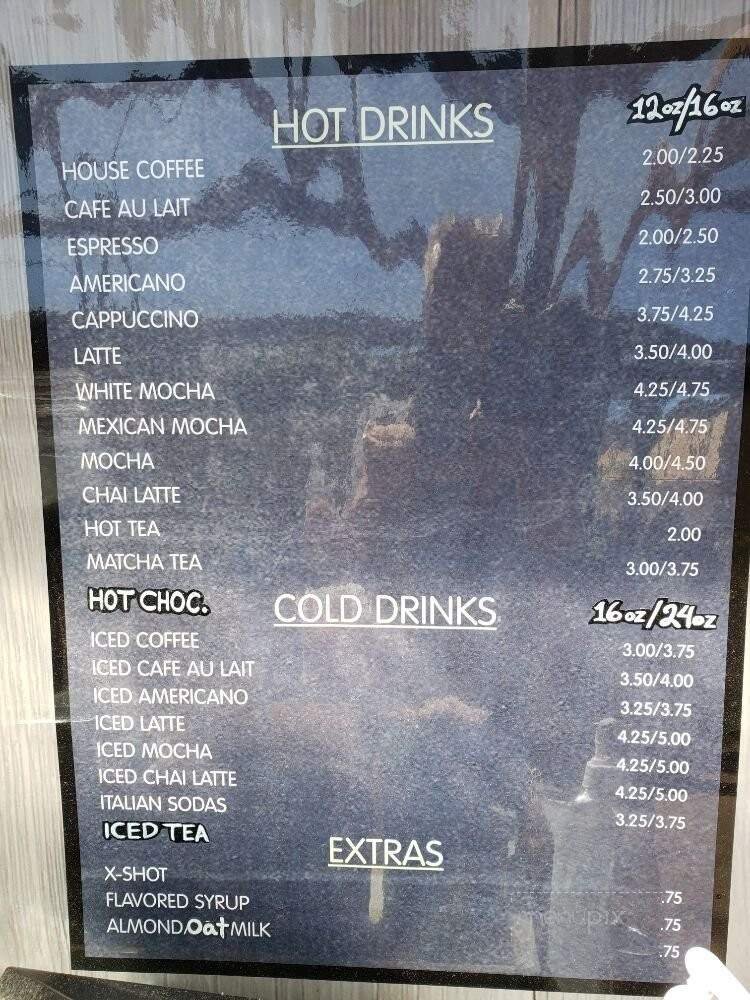 HOT DRINKS 12oz/16oz
HOUSE COFFEE 2.00/2.25
CAFE AU LAIT 2.50/3.00
ESPRESSO 2.00/2.50
AMERICANO 2.75/3.25
CAPPUCCINO 3.75/4.25
LATTE 3.50/4.00
WHITE MOCHA 4.25/4.75
MEXICAN MOCHA 4.25/4.75
MOCHA 4.00/4.50
CHAI LATTE 3.50/4.00
HOT TEA 2.00
MATCHA TEA 3.00/3.75
HOT CHOC.
COLD DRINKS 16oz/24oz
ICED COFFEE 3.00/3.75
ICED CAFE AU LAIT 3.50/4.00
ICED AMERICANO 3.25/3.75
ICED LATTE 4.25/5.00
ICED MOCHA 4.25/5.00
ICED CHAI LATTE 4.25/5.00
ITALIAN SODAS 3.25/3.75
ICED TEA
EXTRAS
X-SHOT .75
FLAVORED SYRUP .75
ALMOND/Oat MILK .75